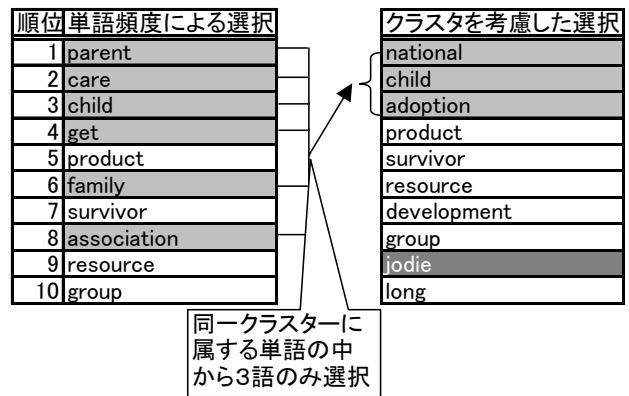 順位 単語頻度による選択
1 parent
2 care
3 child
4 get
5 product
6 family
7 survivor
8 association
9 resource
10 group
クラスタを考慮した選択
national
child
adoption
product
survivor
resource
development
group
jodie
long
同一クラスターに
属する単語の中
から3語のみ選択